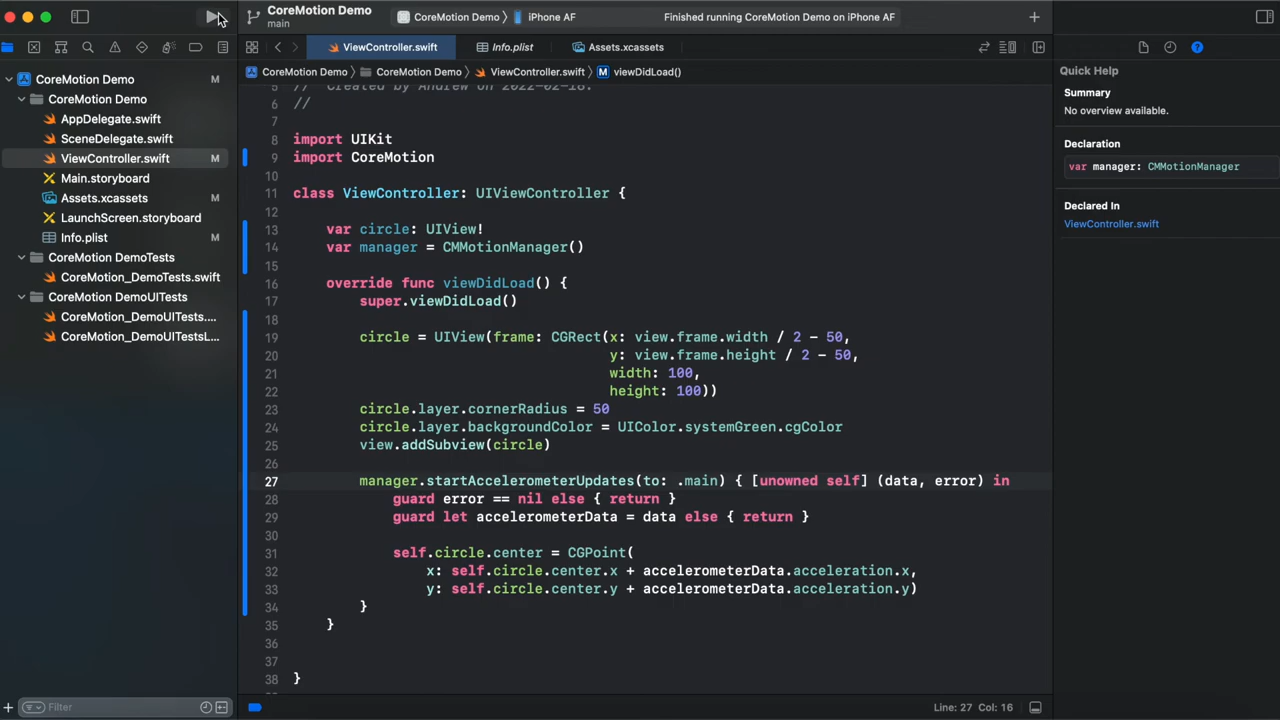 CoreMotion Demo
main
CoreMotion Demo
iPhone AF
Finished running CoreMotion Demo on iPhone AF
ViewController.swift
Info.plist
Assets.xcassets
CoreMotion Demo
M
CoreMotion Demo
AppDelegate.swift
SceneDelegate.swift
ViewController.swift
M
Main.storyboard
Assets.xcassets
M
LaunchScreen.storyboard
Info.plist
M
CoreMotion DemoTests
CoreMotion_DemoTests.swift
CoreMotion DemoUITests
CoreMotion_DemoUITests....
CoreMotion_DemoUITestsL...
Filter
CoreMotion Demo
CoreMotion Demo
ViewController.swift
M
viewDidLoad()
5 // Created by Andrew on 2022-02-18.
6 //
7
8 import UIKit
9 import CoreMotion
10
11 class ViewController: UIViewController {
12
13 var circle: UIView!
14 var manager = CMMotionManager()
15
16 override func viewDidLoad() {
17 super.viewDidLoad()
18
19 circle = UIView(frame: CGRect(x: view.frame.width / 2 - 50,
20 y: view.frame.height / 2 - 50,
21 width: 100,
22 height: 100))
23 circle.layer.cornerRadius = 50
24 circle.layer.backgroundColor = UIColor.systemGreen.cgColor
25 view.addSubview(circle)
26
27 manager.startAccelerometerUpdates(to: .main) { [unowned self] (data, error) in
28 guard error == nil else { return }
29 guard let accelerometerData = data else { return }
30
31 self.circle.center = CGPoint(
32 x: self.circle.center.x + accelerometerData.acceleration.x,
33 y: self.circle.center.y + accelerometerData.acceleration.y)
34 }
35 }
36
37
38 }
Line: 27 Col: 16
Quick Help
Summary
No overview available.
Declaration
var manager: CMMotionManager
Declared In
ViewController.swift